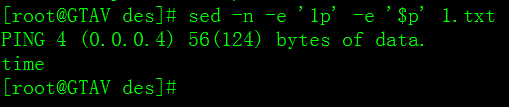 [root@GTAV des]# sed -n -e '1p' -e '$p' 1.txt
PING 4 (0.0.0.4) 56(124) bytes of data.
time
[root@GTAV des]#